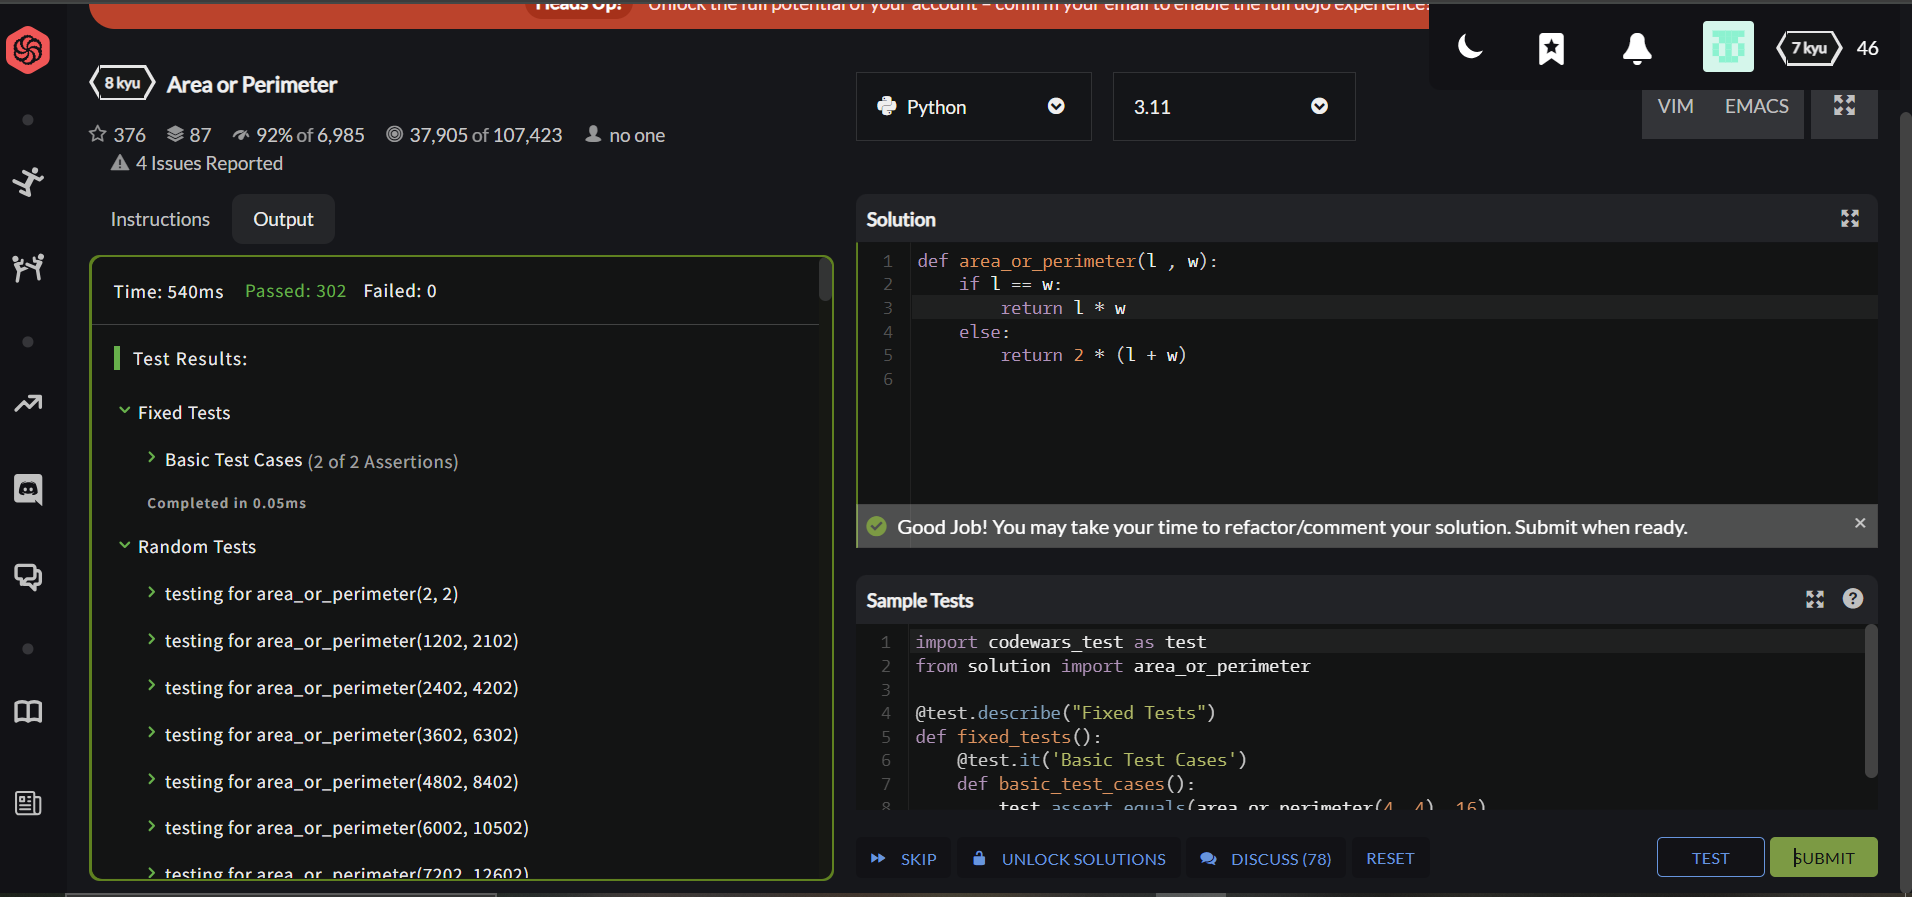 Heads Up! Unlock the full potential of your account – confirm your email to enable the full dojo experience!
7 kyu 46
8 kyu Area or Perimeter
376 87 92% of 6,985 37,905 of 107,423 no one
4 Issues Reported
Python 3.11
VIM EMACS
Instructions Output
Time: 540ms Passed: 302 Failed: 0
Test Results:
Fixed Tests
Basic Test Cases (2 of 2 Assertions)
Completed in 0.05ms
Random Tests
testing for area_or_perimeter(2, 2)
testing for area_or_perimeter(1202, 2102)
testing for area_or_perimeter(2402, 4202)
testing for area_or_perimeter(3602, 6302)
testing for area_or_perimeter(4802, 8402)
testing for area_or_perimeter(6002, 10502)
testing for area_or_perimeter(7202, 12602)
Solution
1 def area_or_perimeter(l , w):
2 if l == w:
3 return l * w
4 else:
5 return 2 * (l + w)
6
Good Job! You may take your time to refactor/comment your solution. Submit when ready.
Sample Tests
1 import codewars_test as test
2 from solution import area_or_perimeter
3
4 @test.describe("Fixed Tests")
5 def fixed_tests():
6 @test.it('Basic Test Cases')
7 def basic_test_cases():
8 test.assert_equals(area_or_perimeter(4, 4), 16)
SKIP UNLOCK SOLUTIONS DISCUSS (78) RESET TEST SUBMIT